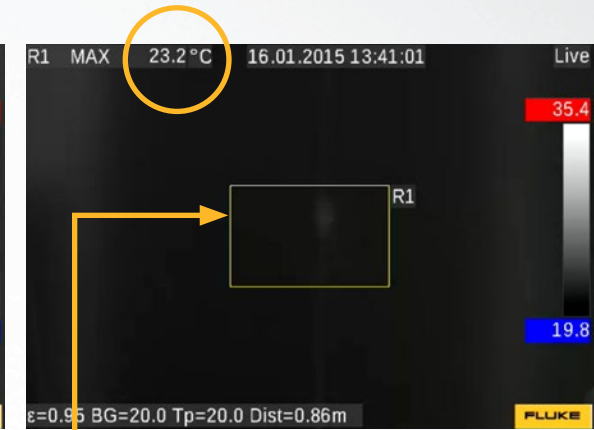 R1 MAX 23.2 °C 16.01.2015 13:41:01 Live
35.4
R1
19.8
ε=0.95 BG=20.0 Tp=20.0 Dist=0.86m
FLUKE